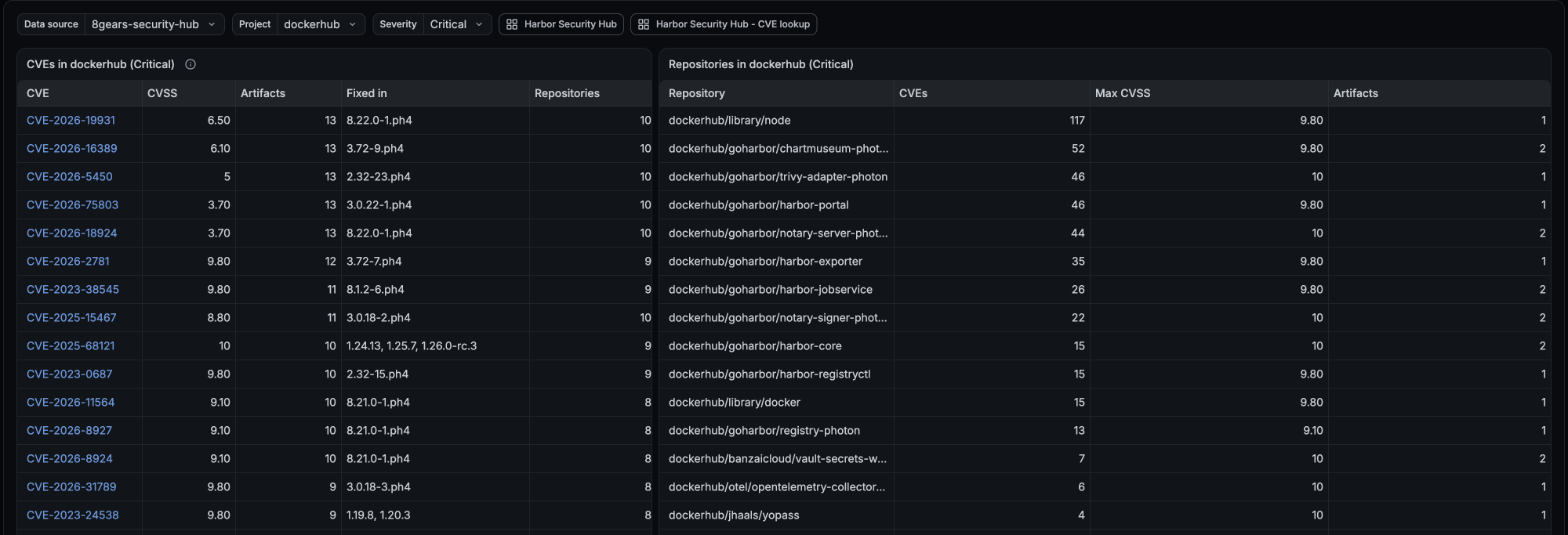 Data source 8gears-security-hub Project dockerhub Severity Critical Harbor Security Hub Harbor Security Hub - CVE lookup
CVEs in dockerhub (Critical)
CVE CVSS Artifacts Fixed in Repositories
CVE-2026-19931 6.50 13 8.22.0-1.ph4 10
CVE-2026-16389 6.10 13 3.72-9.ph4 10
CVE-2026-5450 5 13 2.32-23.ph4 10
CVE-2026-75803 3.70 13 3.0.22-1.ph4 10
CVE-2026-18924 3.70 13 8.22.0-1.ph4 10
CVE-2026-2781 9.80 12 3.72-7.ph4 9
CVE-2023-38545 9.80 11 8.1.2-6.ph4 9
CVE-2025-15467 8.80 11 3.0.18-2.ph4 10
CVE-2025-68121 10 10 1.24.13, 1.25.7, 1.26.0-rc.3 9
CVE-2023-0687 9.80 10 2.32-15.ph4 9
CVE-2026-11564 9.10 10 8.21.0-1.ph4 8
CVE-2026-8927 9.10 10 8.21.0-1.ph4 8
CVE-2026-8924 9.10 10 8.21.0-1.ph4 8
CVE-2026-31789 9.80 9 3.0.18-3.ph4 8
CVE-2023-24538 9.80 9 1.19.8, 1.20.3 8
Repositories in dockerhub (Critical)
Repository CVEs Max CVSS Artifacts
dockerhub/library/node 117 9.80 1
dockerhub/goharbor/chartmuseum-phot... 52 9.80 2
dockerhub/goharbor/trivy-adapter-photon 46 10 1
dockerhub/goharbor/harbor-portal 46 9.80 1
dockerhub/goharbor/notary-server-phot... 44 10 2
dockerhub/goharbor/harbor-exporter 35 9.80 1
dockerhub/goharbor/harbor-jobservice 26 9.80 2
dockerhub/goharbor/notary-signer-phot... 22 10 2
dockerhub/goharbor/harbor-core 15 10 2
dockerhub/goharbor/harbor-registryctl 15 9.80 1
dockerhub/library/docker 15 9.80 1
dockerhub/goharbor/registry-photon 13 9.10 1
dockerhub/banzaicloud/vault-secrets-w... 7 10 2
dockerhub/otel/opentelemetry-collector... 6 10 1
dockerhub/jhaals/yopass 4 10 1